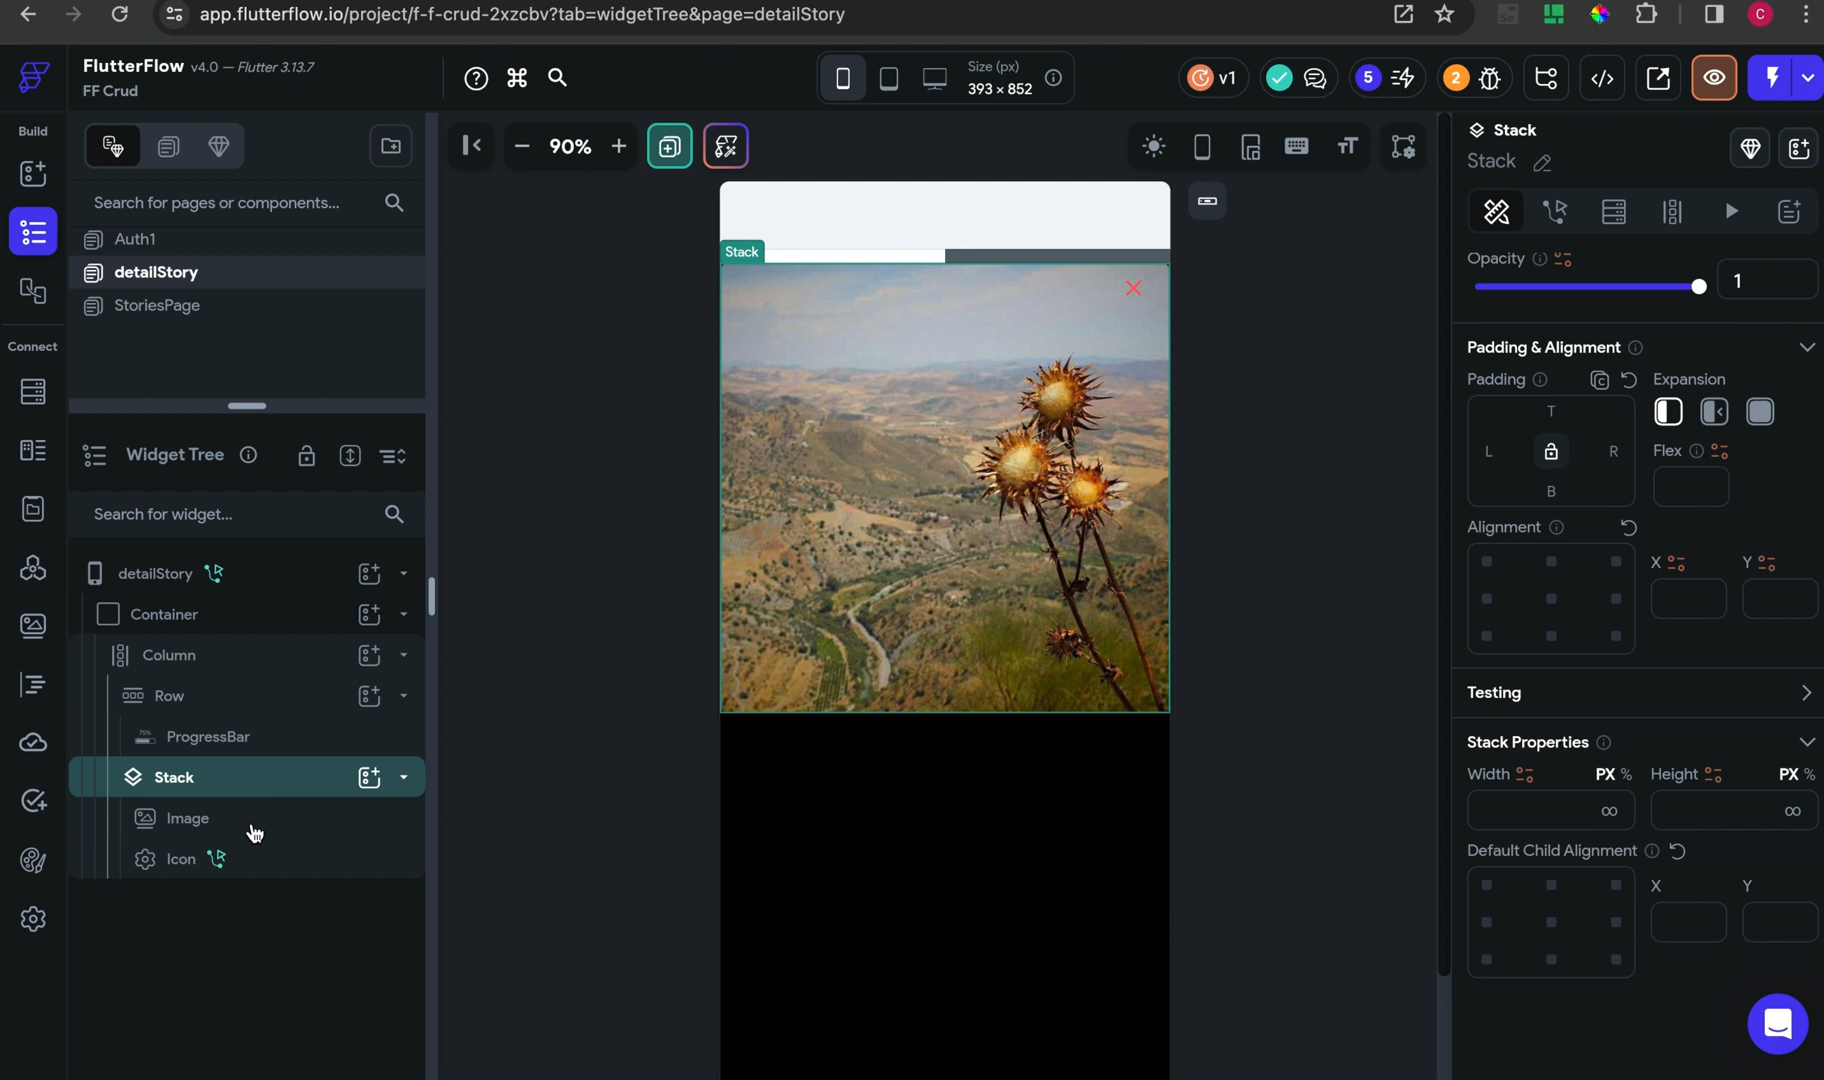 app.flutterflow.io/project/f-f-crud-2xzcbv?tab=widgetTree&page=detailStory
C
FlutterFlow v4.0 — Flutter 3.13.7
FF Crud
Size (px)
393 × 852
v1
5
2
Build
90%
Stack
Stack
Search for pages or components...
Auth1
detailStory
StoriesPage
Connect
Stack
Opacity
1
Padding & Alignment
Padding
Expansion
T
L
R
B
Flex
Widget Tree
Search for widget...
Alignment
X
Y
detailStory
Container
Column
Row
75%
ProgressBar
Stack
Image
Icon
Testing
Stack Properties
Width PX % Height PX %
∞
∞
Default Child Alignment
X
Y